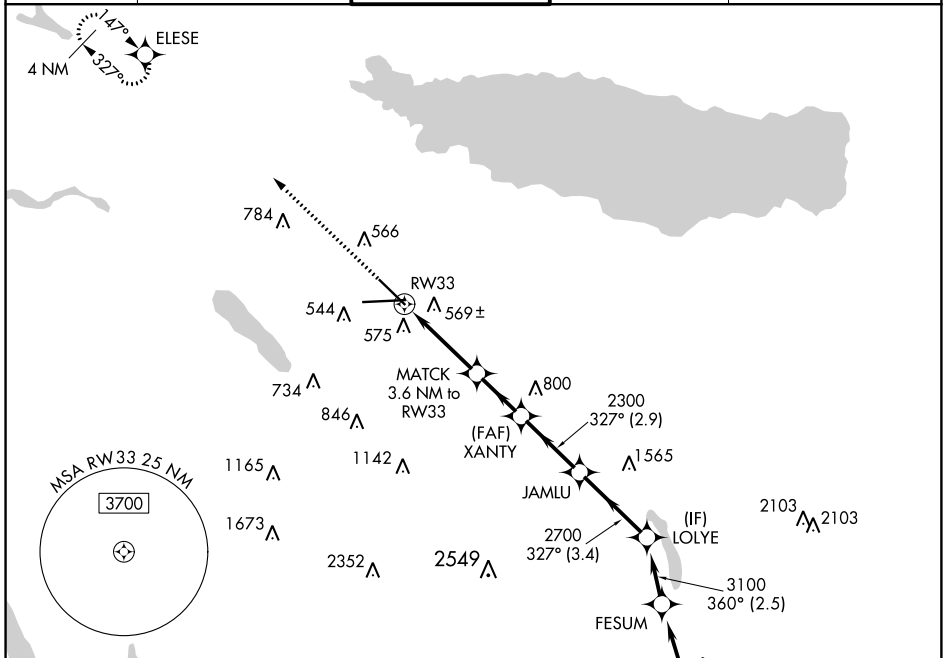 147°
ELESE
4 NM
327°
784
566
RW33
544
569±
575
MATCK
3.6 NM to
RW33
800
734
2300
327° (2.9)
846
(FAF)
XANTY
MSA RW33 25 NM
3700
1165
1142
1565
JAMLU
1673
2103
2103
(IF)
LOLYE
2700
327° (3.4)
2352
2549
3100
360° (2.5)
FESUM